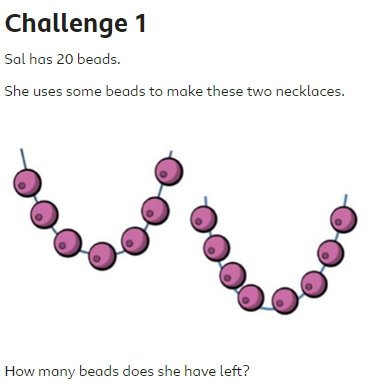 Challenge 1
Sal has 20 beads.
She uses some beads to make these two necklaces.
How many beads does she have left?